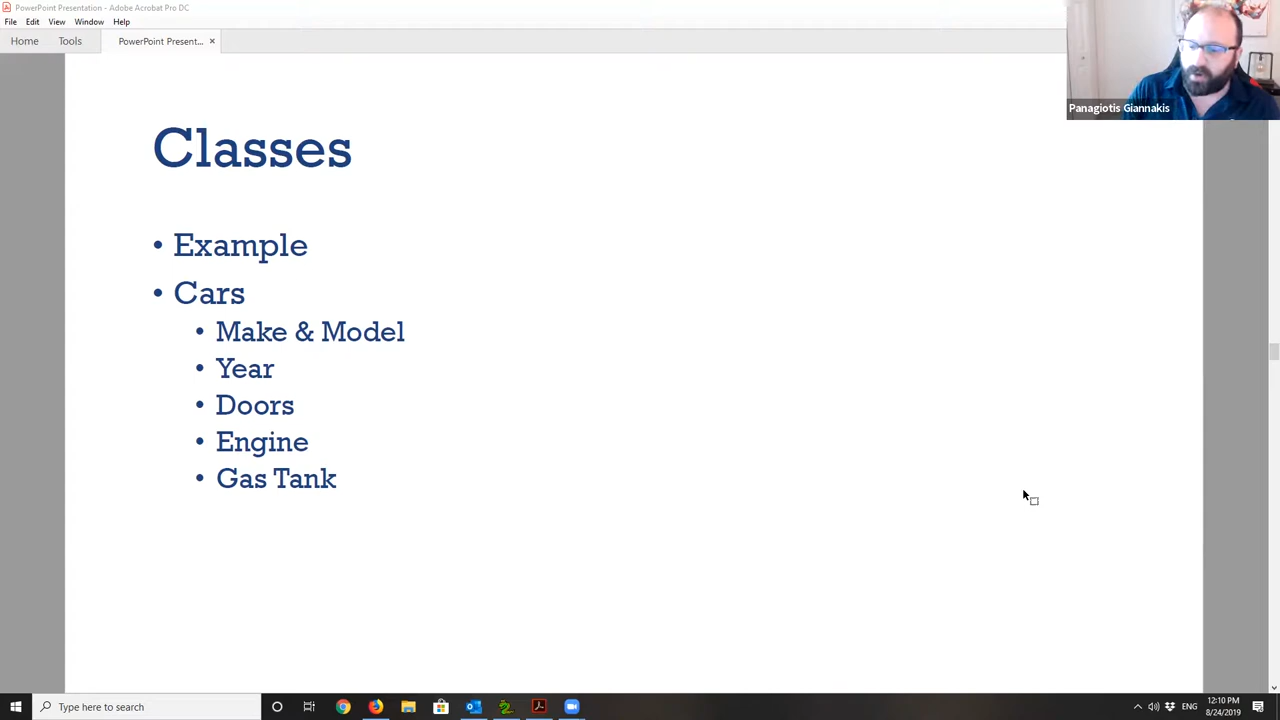 PowerPoint Presentation - Adobe Acrobat Pro DC
File Edit View Window Help
Home Tools PowerPoint Present... ×
Panagiotis Giannakis
Classes
• Example
• Cars
• Make & Model
• Year
• Doors
• Engine
• Gas Tank
Type here to search
ENG
12:10 PM
8/24/2019